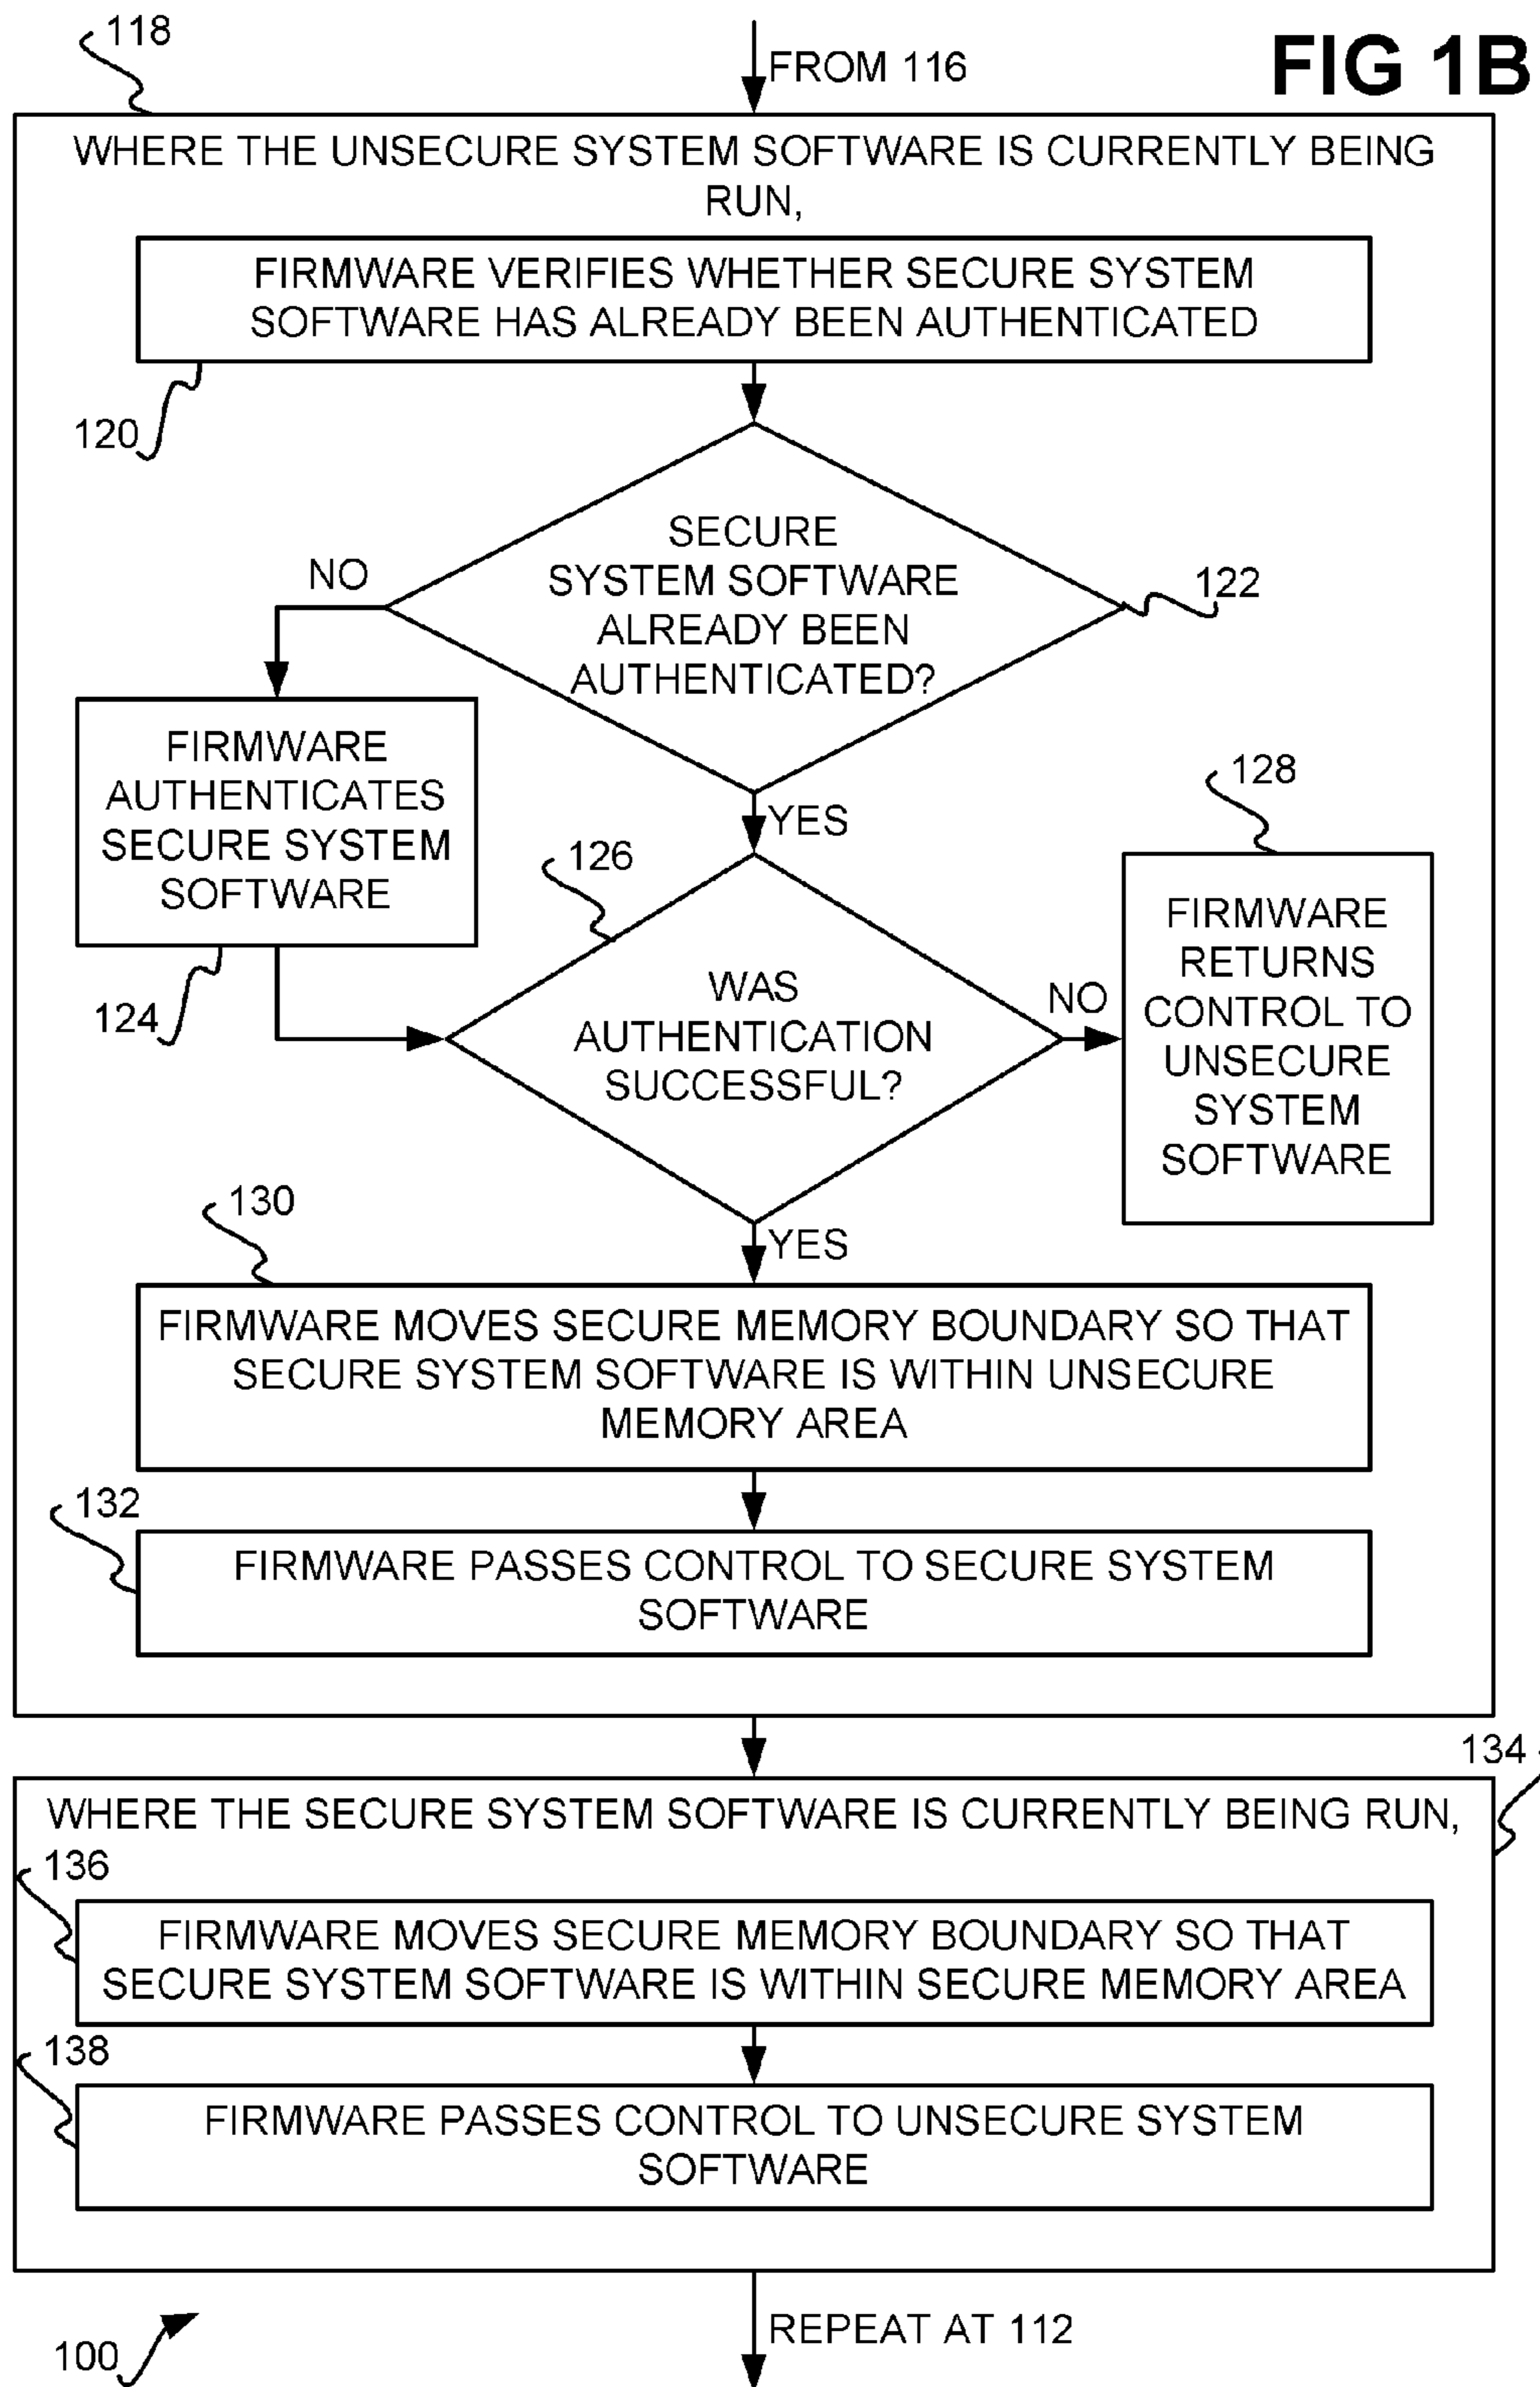 118
FROM 116
FIG 1B
WHERE THE UNSECURE SYSTEM SOFTWARE IS CURRENTLY BEING
RUN,
FIRMWARE VERIFIES WHETHER SECURE SYSTEM
SOFTWARE HAS ALREADY BEEN AUTHENTICATED
120
SECURE
SYSTEM SOFTWARE
ALREADY BEEN
AUTHENTICATED?
NO
122
FIRMWARE
AUTHENTICATES
SECURE SYSTEM
SOFTWARE
124
YES
126
WAS
AUTHENTICATION
SUCCESSFUL?
NO
128
FIRMWARE
RETURNS
CONTROL TO
UNSECURE
SYSTEM
SOFTWARE
YES
130
FIRMWARE MOVES SECURE MEMORY BOUNDARY SO THAT
SECURE SYSTEM SOFTWARE IS WITHIN UNSECURE
MEMORY AREA
132
FIRMWARE PASSES CONTROL TO SECURE SYSTEM
SOFTWARE
134
WHERE THE SECURE SYSTEM SOFTWARE IS CURRENTLY BEING RUN,
136
FIRMWARE MOVES SECURE MEMORY BOUNDARY SO THAT
SECURE SYSTEM SOFTWARE IS WITHIN SECURE MEMORY AREA
138
FIRMWARE PASSES CONTROL TO UNSECURE SYSTEM
SOFTWARE
REPEAT AT 112
100